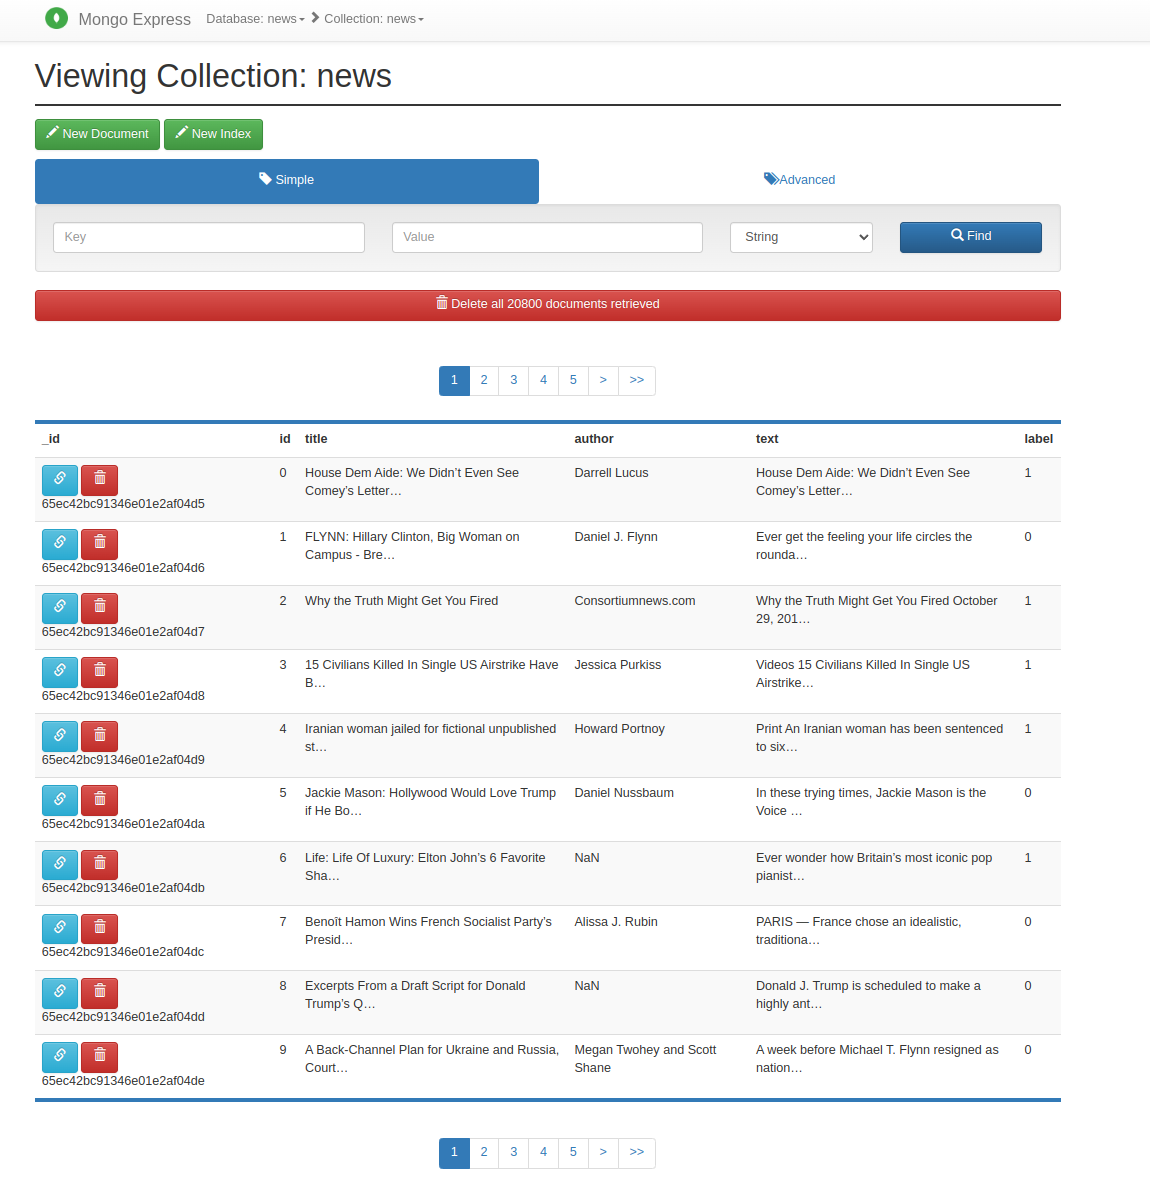 Mongo Express Database: news Collection: news
Viewing Collection: news
New Document New Index
Simple Advanced
Key Value String Find
Delete all 20800 documents retrieved
1 2 3 4 5 > >>
_id id title author text label
0 House Dem Aide: We Didn’t Even See Darrell Lucus House Dem Aide: We Didn’t Even See 1
Comey’s Letter… Comey’s Letter…
65ec42bc91346e01e2af04d5
1 FLYNN: Hillary Clinton, Big Woman on Daniel J. Flynn Ever get the feeling your life circles the 0
Campus - Bre… rounda…
65ec42bc91346e01e2af04d6
2 Why the Truth Might Get You Fired Consortiumnews.com Why the Truth Might Get You Fired October 1
29, 201…
65ec42bc91346e01e2af04d7
3 15 Civilians Killed In Single US Airstrike Have Jessica Purkiss Videos 15 Civilians Killed In Single US 1
B… Airstrike…
65ec42bc91346e01e2af04d8
4 Iranian woman jailed for fictional unpublished Howard Portnoy Print An Iranian woman has been sentenced 1
st… to six…
65ec42bc91346e01e2af04d9
5 Jackie Mason: Hollywood Would Love Trump Daniel Nussbaum In these trying times, Jackie Mason is the 0
if He Bo… Voice …
65ec42bc91346e01e2af04da
6 Life: Life Of Luxury: Elton John’s 6 Favorite NaN Ever wonder how Britain’s most iconic pop 1
Sha… pianist…
65ec42bc91346e01e2af04db
7 Benoît Hamon Wins French Socialist Party’s Alissa J. Rubin PARIS — France chose an idealistic, 0
Presid… traditiona…
65ec42bc91346e01e2af04dc
8 Excerpts From a Draft Script for Donald NaN Donald J. Trump is scheduled to make a 0
Trump’s Q… highly ant…
65ec42bc91346e01e2af04dd
9 A Back-Channel Plan for Ukraine and Russia, Megan Twohey and Scott A week before Michael T. Flynn resigned as 0
Court… Shane nation…
65ec42bc91346e01e2af04de
1 2 3 4 5 > >>